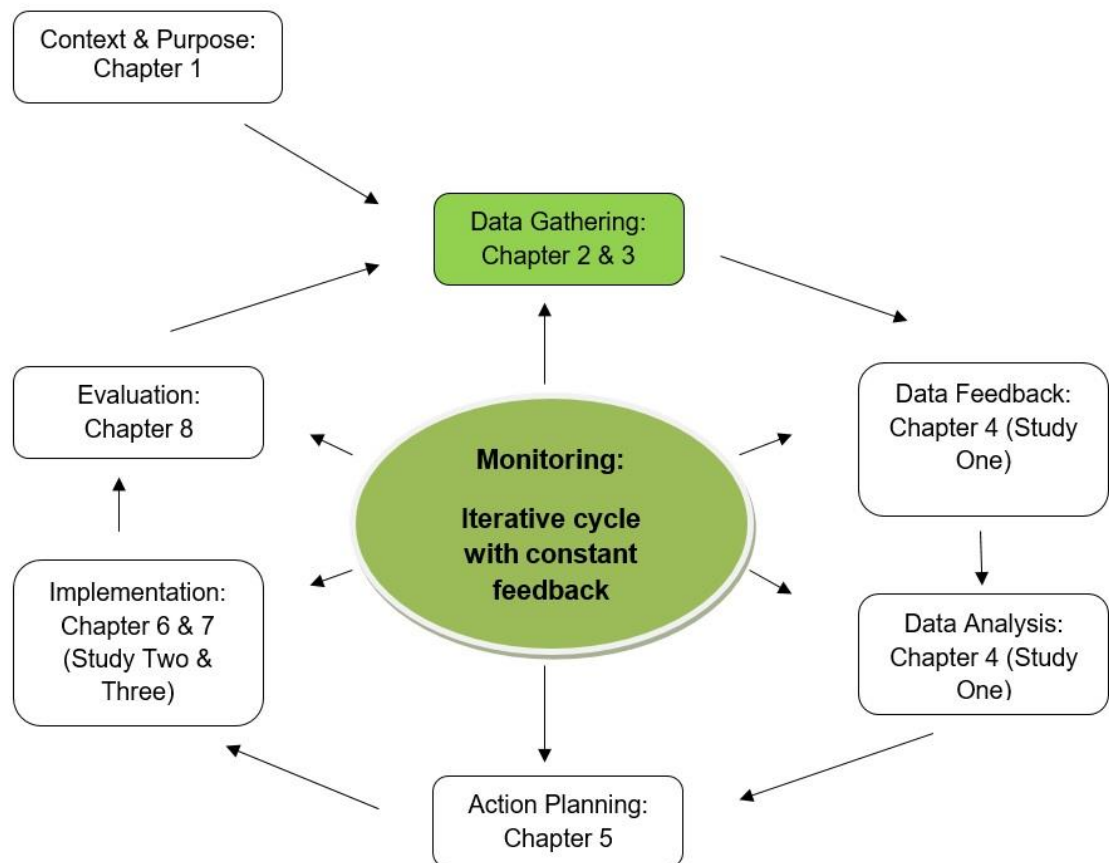 Context & Purpose:
Chapter 1
Data Gathering:
Chapter 2 & 3
Data Feedback:
Chapter 4 (Study
One)
Data Analysis:
Chapter 4 (Study
One)
Action Planning:
Chapter 5
Implementation:
Chapter 6 & 7
(Study Two &
Three)
Evaluation:
Chapter 8
Monitoring:
Iterative cycle
with constant
feedback